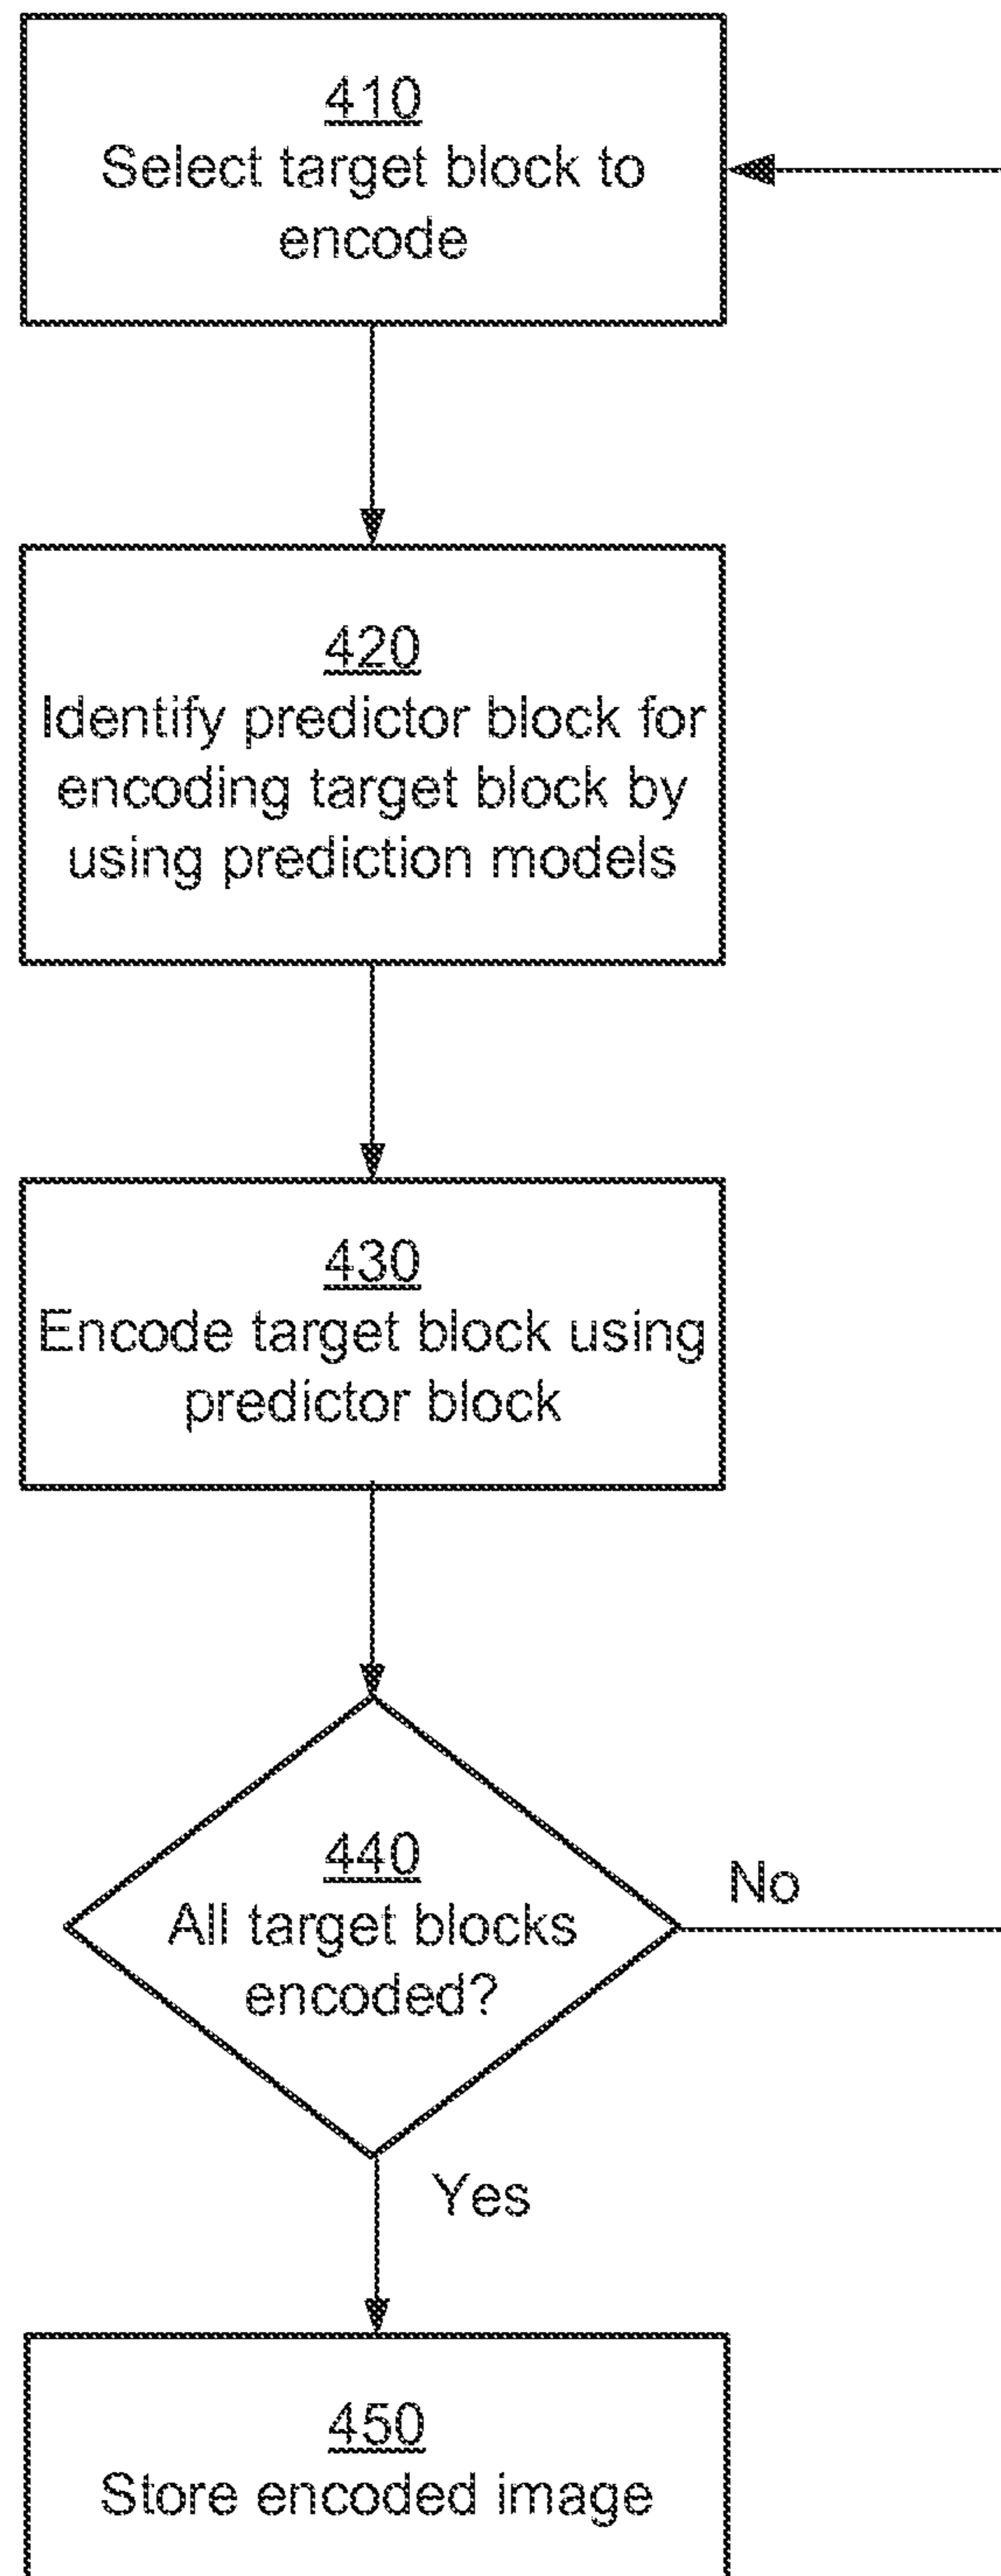 410
Select target block to
encode
420
Identify predictor block for
encoding target block by
using prediction models
430
Encode target block using
predictor block
440
All target blocks
encoded?
No
Yes
450
Store encoded image